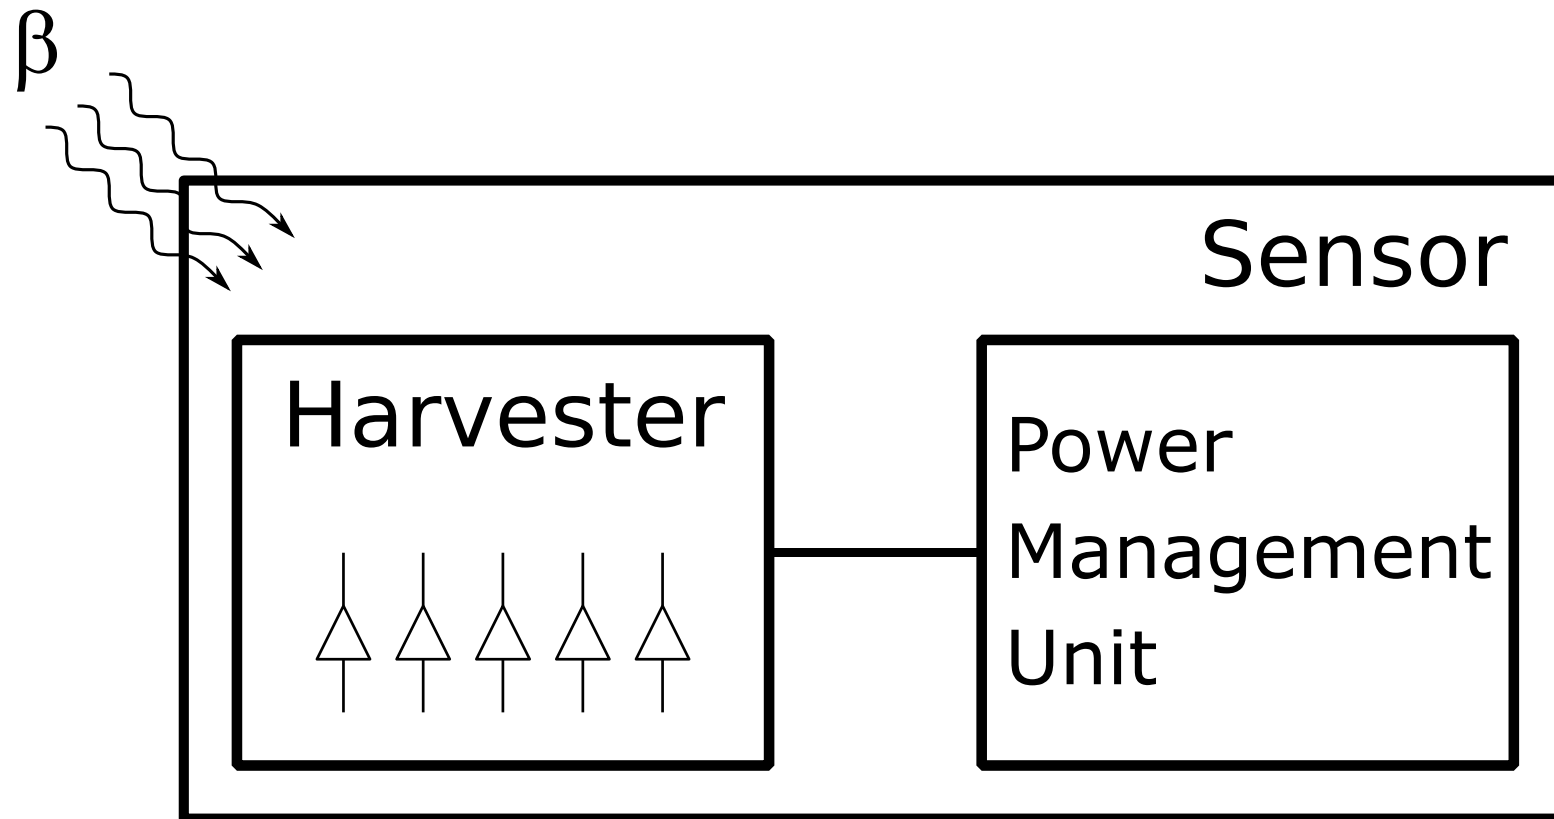 β
Sensor
Harvester
Power
Management
Unit